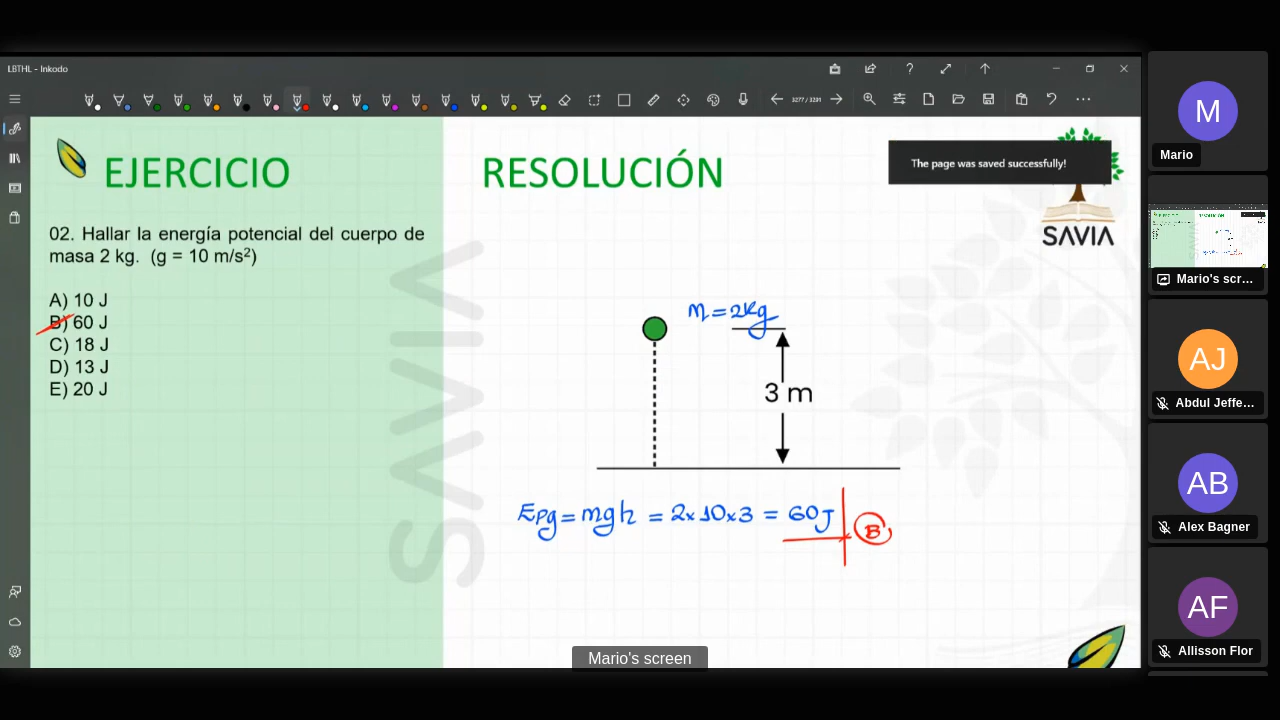 LBTHL - Inkodo
3277 / 3291
EJERCICIO
RESOLUCIÓN
The page was saved successfully!
SAVIA
02. Hallar la energía potencial del cuerpo de
masa 2 kg. (g = 10 m/s²)
A) 10 J
B) 60 J
C) 18 J
D) 13 J
E) 20 J
SAVIA
m = 2kg
3 m
Epg = mgh = 2x10x3 = 60J
B
Mario's screen
M
Mario
Mario's scr...
AJ
Abdul Jeffe...
AB
Alex Bagner
AF
Allisson Flor